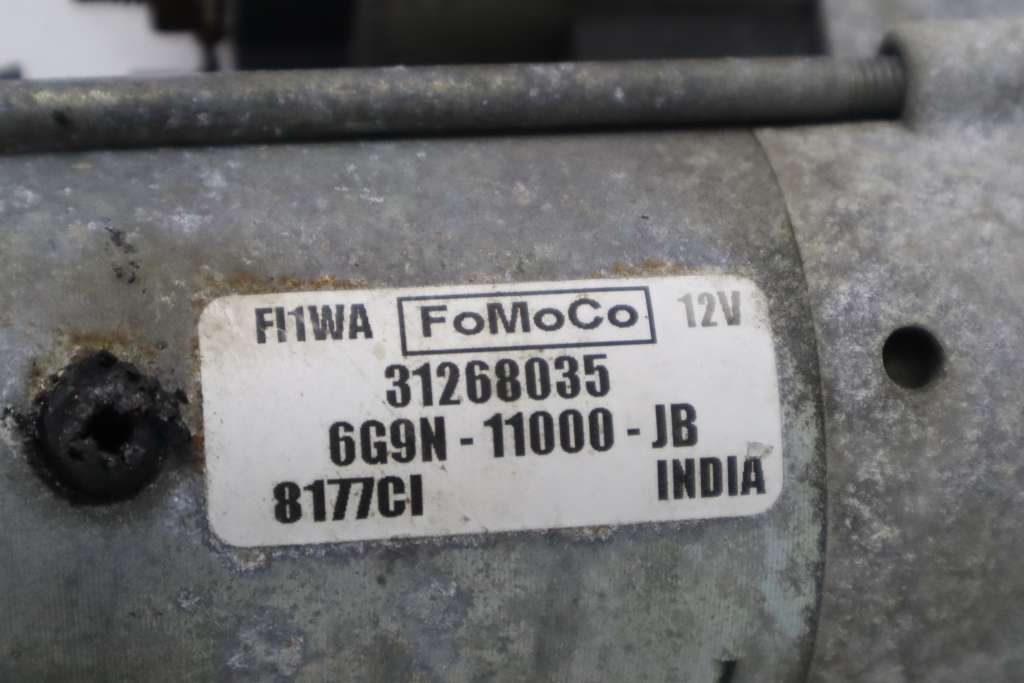 FI1WA FoMoCo 12V
31268035
6G9N - 11000 - JB
8177CI INDIA